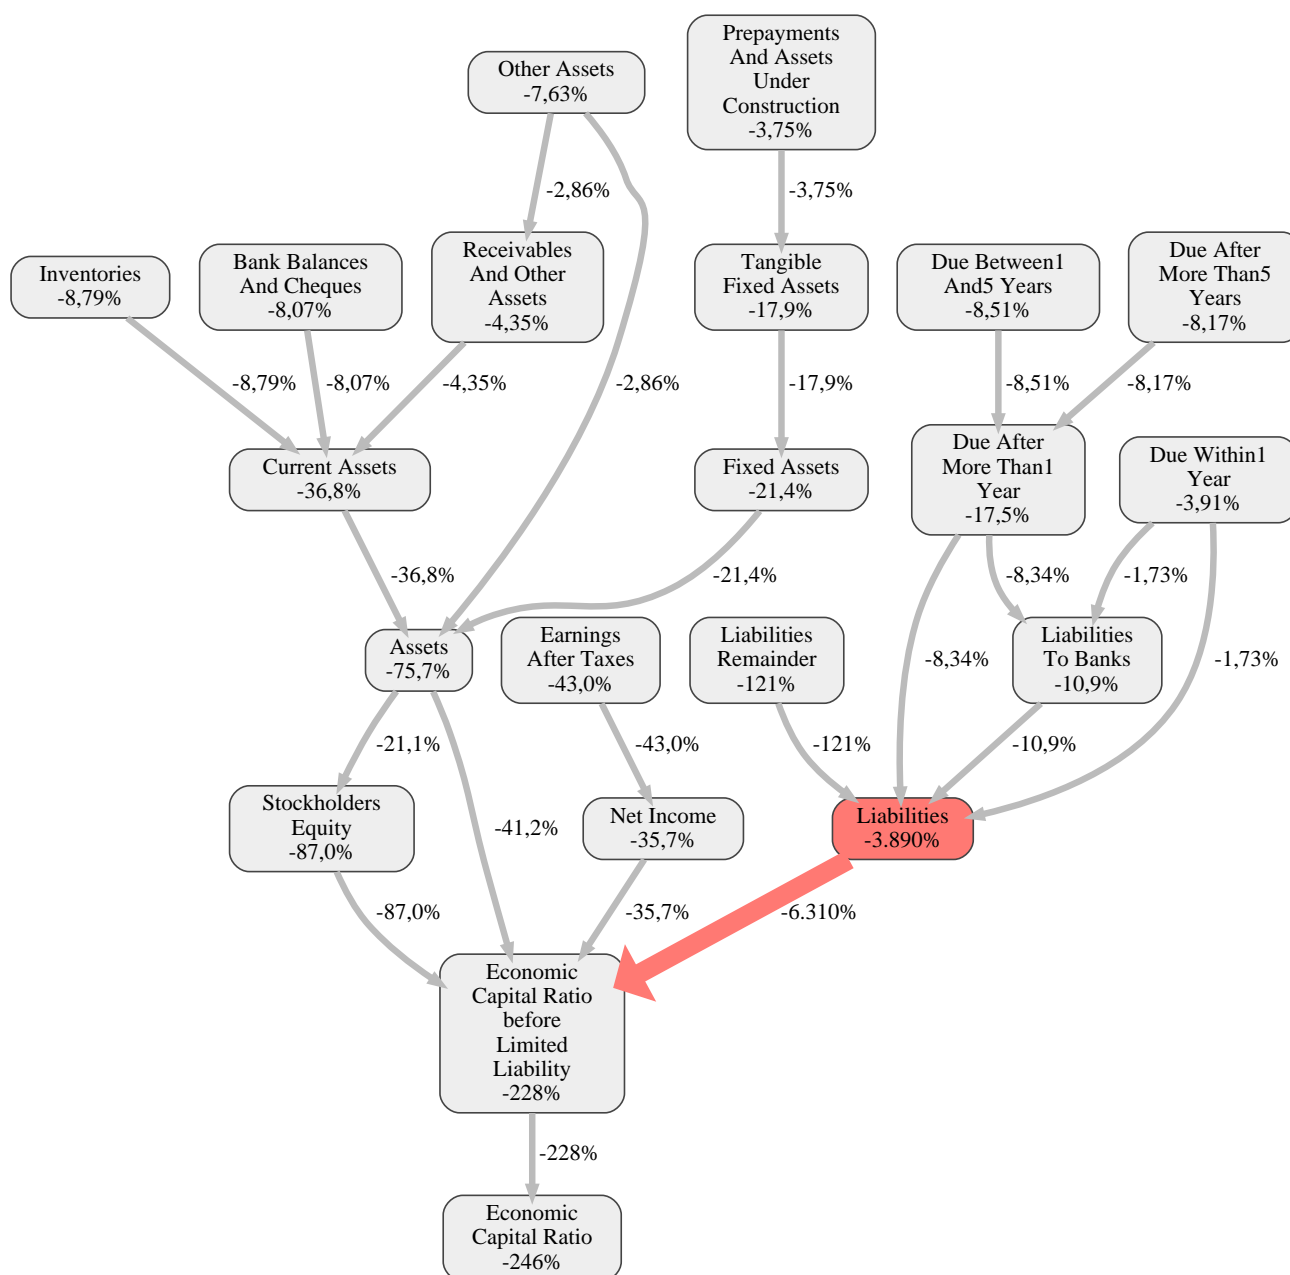 Prepayments
And Assets
Under
Construction
-3,75%
Other Assets
-7,63%
-2,86%
-3,75%
Inventories
-8,79%
Bank Balances
And Cheques
-8,07%
Receivables
And Other
Assets
-4,35%
Tangible
Fixed Assets
-17,9%
Due Between1
And5 Years
-8,51%
Due After
More Than5
Years
-8,17%
-8,79%
-8,07%
-4,35%
-2,86%
-17,9%
-8,51%
-8,17%
Current Assets
-36,8%
Fixed Assets
-21,4%
Due After
More Than1
Year
-17,5%
Due Within1
Year
-3,91%
-36,8%
-21,4%
-8,34%
-1,73%
Assets
-75,7%
Earnings
After Taxes
-43,0%
Liabilities
Remainder
-121%
-8,34%
Liabilities
To Banks
-10,9%
-1,73%
-21,1%
-43,0%
-121%
-10,9%
Stockholders
Equity
-87,0%
-41,2%
Net Income
-35,7%
Liabilities
-3.890%
-87,0%
-35,7%
-6.310%
Economic
Capital Ratio
before
Limited
Liability
-228%
-228%
Economic
Capital Ratio
-246%